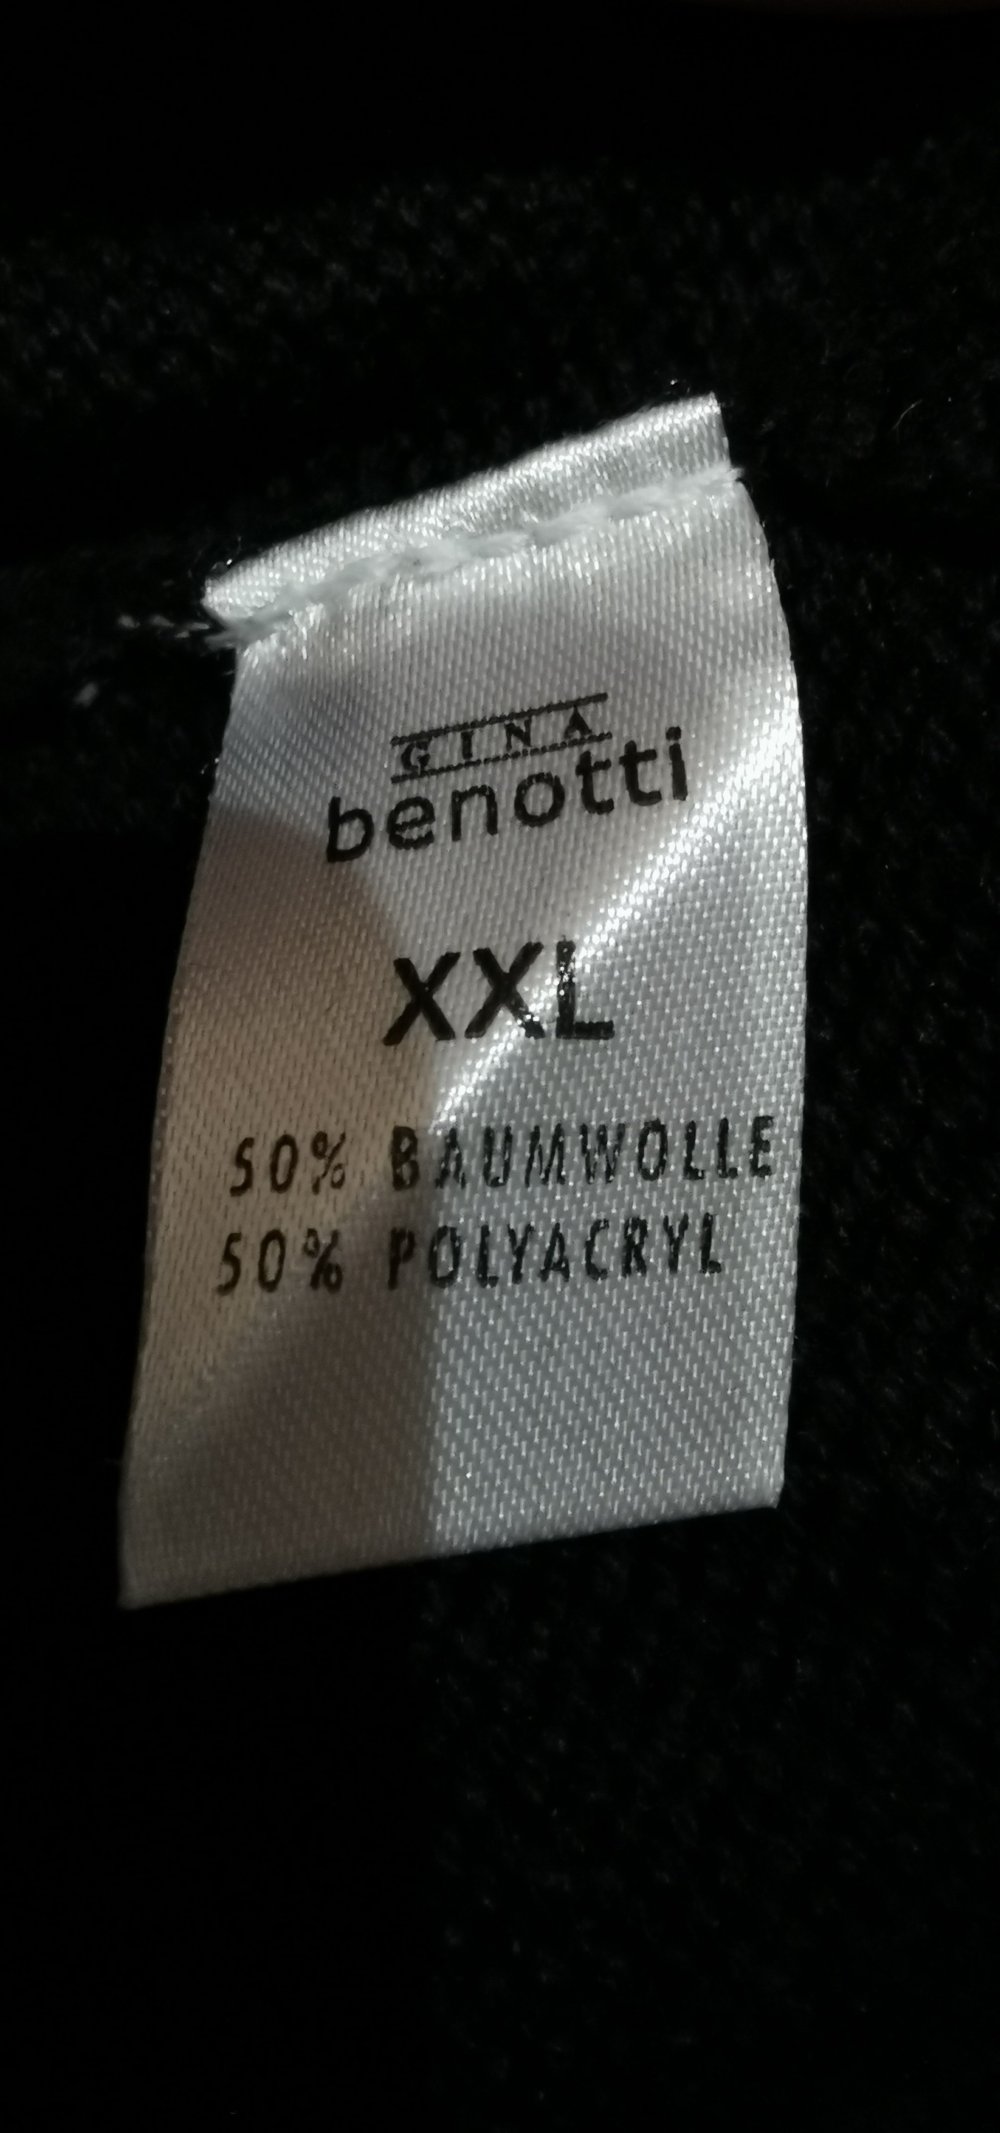 GINA
benotti
XXL
50% BAUMWOLLE
50% POLYACRYL